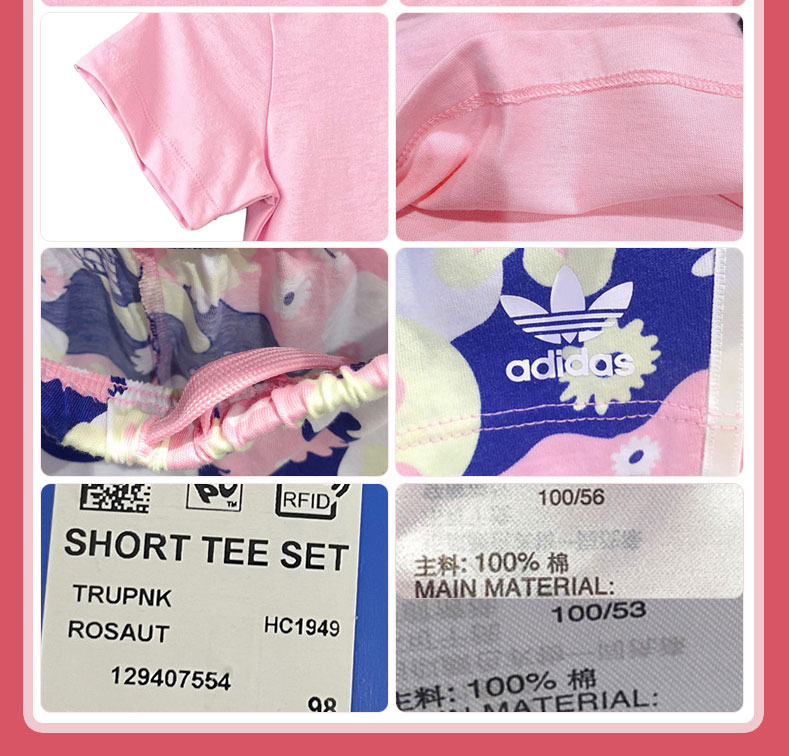 adidas
RFID
SHORT TEE SET
TRUPNK
ROSAUT
HC1949
129407554
98
100/56
主料: 100% 棉
MAIN MATERIAL:
100/53
主料: 100% 棉
MAIN MATERIAL: